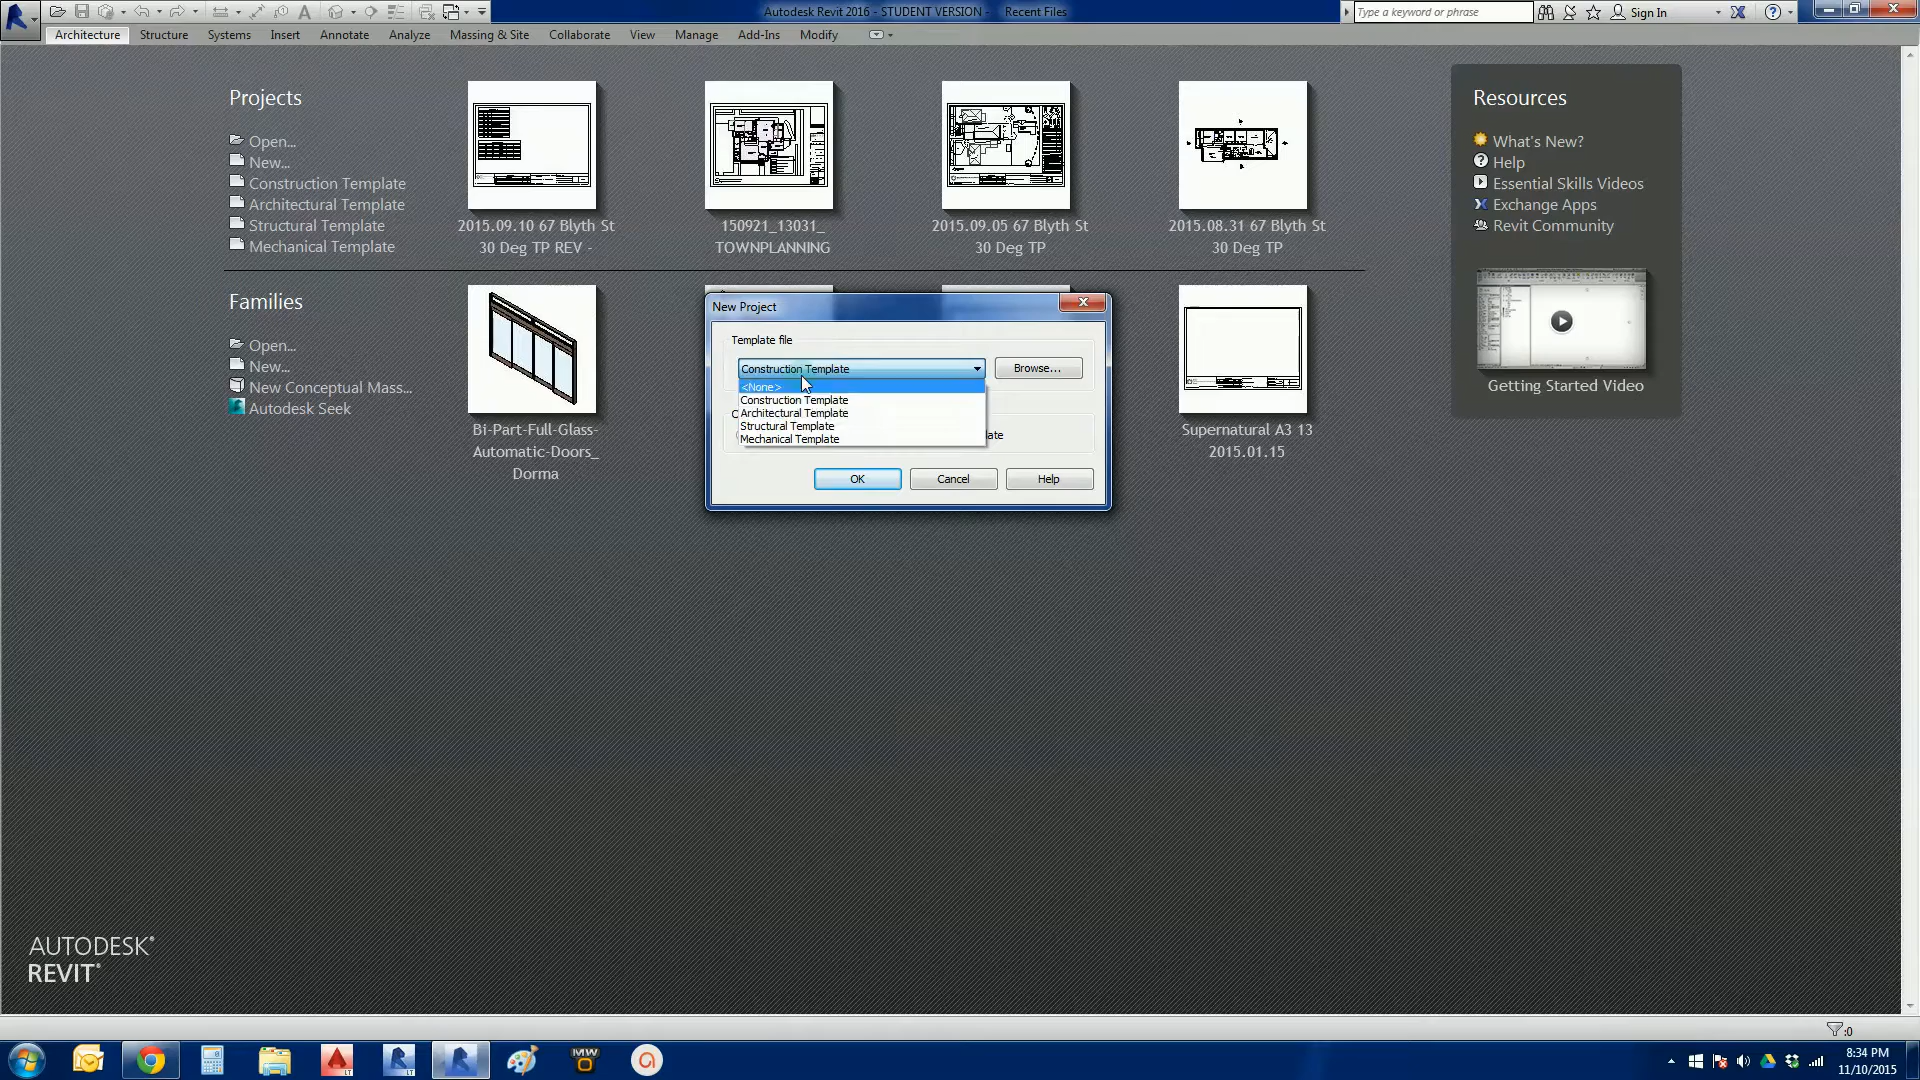 Autodesk Revit 2016 - STUDENT VERSION - Recent Files
Type a keyword or phrase
Sign In
Architecture Structure Systems Insert Annotate Analyze Massing & Site Collaborate View Manage Add-Ins Modify
Projects
Open...
New...
Construction Template
Architectural Template
Structural Template
Mechanical Template
2015.09.10 67 Blyth St
30 Deg TP REV -
150921_13031_
TOWNPLANNING
2015.09.05 67 Blyth St
30 Deg TP
2015.08.31 67 Blyth St
30 Deg TP
Resources
What's New?
Help
Essential Skills Videos
Exchange Apps
Revit Community
Getting Started Video
Families
Open...
New...
New Conceptual Mass...
Autodesk Seek
Bi-Part-Full-Glass-
Automatic-Doors_
Dorma
Supernatural A3 13
2015.01.15
New Project
Template file
Construction Template
Browse...
<None>
Construction Template
Architectural Template
Structural Template
Mechanical Template
C
late
OK Cancel Help
AUTODESK®
REVIT®
:0
LT
LT
MW
8:34 PM
11/10/2015